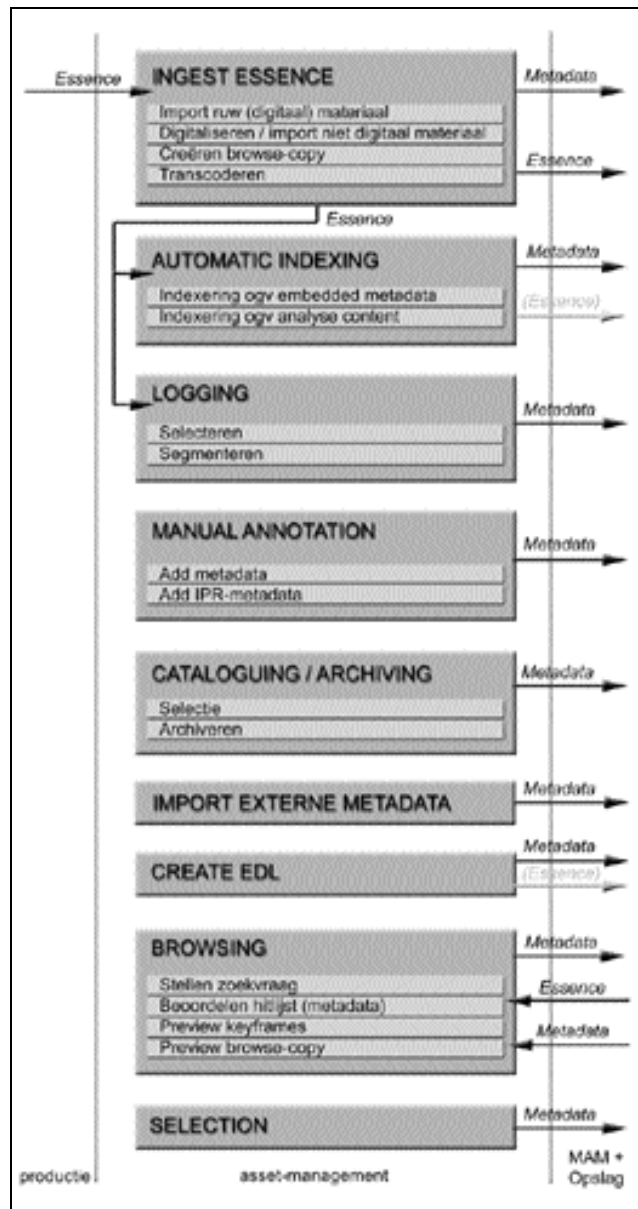 Essence
INGEST ESSENCE
Metadata
Import ruw (digitaal) materiaal
Digitaliseren / import niet digitaal materiaal
Creëren browse-copy
Essence
Transcoderen
Essence
AUTOMATIC INDEXING
Metadata
Indexering ogv embedded metadata
(Essence)
Indexering ogv analyse content
LOGGING
Metadata
Selecteren
Segmenteren
MANUAL ANNOTATION
Metadata
Add metadata
Add IPR-metadata
CATALOGUING / ARCHIVING
Metadata
Selectie
Archiveren
IMPORT EXTERNE METADATA
Metadata
CREATE EDL
Metadata
(Essence)
BROWSING
Metadata
Stellen zoekvraag
Essence
Beoordelen hitlijst (metadata)
Preview keyframes
Metadata
Preview browse-copy
SELECTION
Metadata
productie
asset-management
MAM +
Opslag